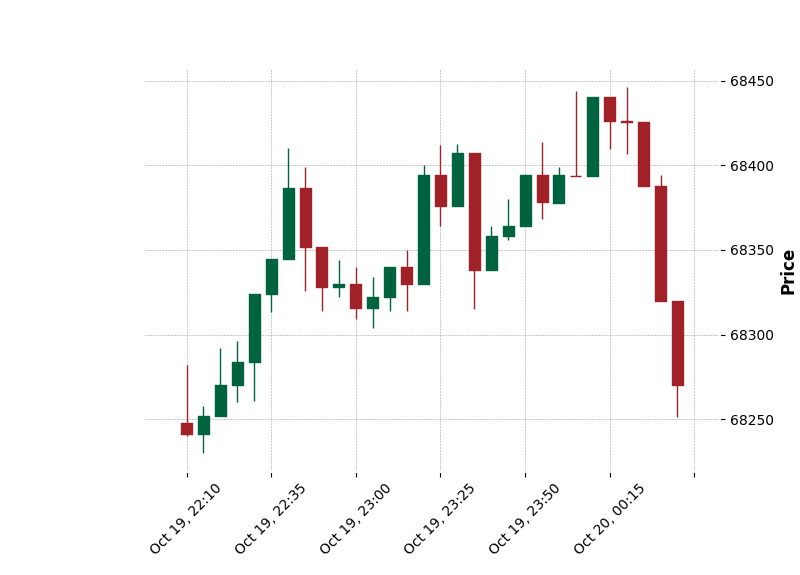 68450
68400
68350
68300
68250
Price
Oct 19, 22:10
Oct 19, 22:35
Oct 19, 23:00
Oct 19, 23:25
Oct 19, 23:50
Oct 20, 00:15